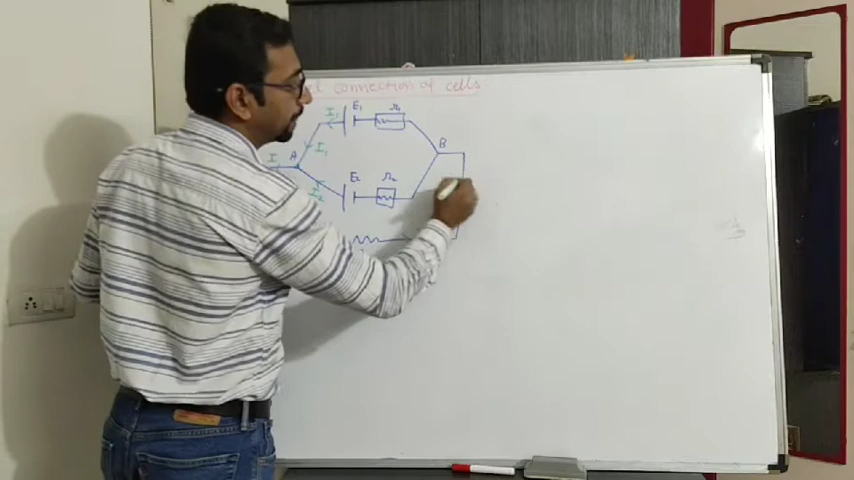 connection of cells
I₁ E₁ r₁
I A I₁ B
I₂ E₂ r₂